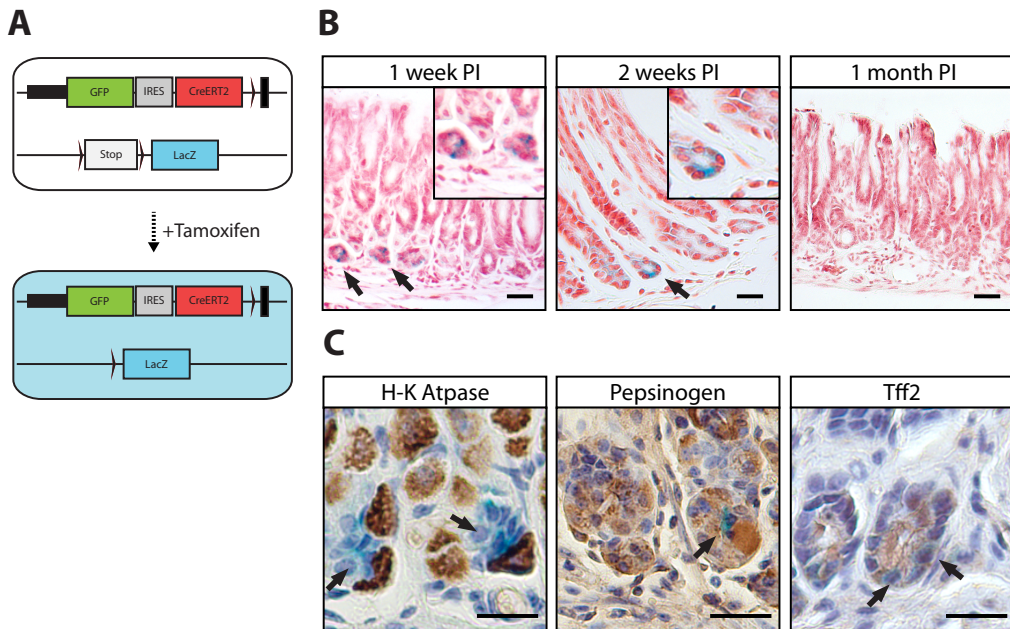 A
GFP
IRES
CreERT2
Stop
LacZ
+Tamoxifen
GFP
IRES
CreERT2
LacZ
B
1 week PI
2 weeks PI
1 month PI
C
H-K Atpase
Pepsinogen
Tff2